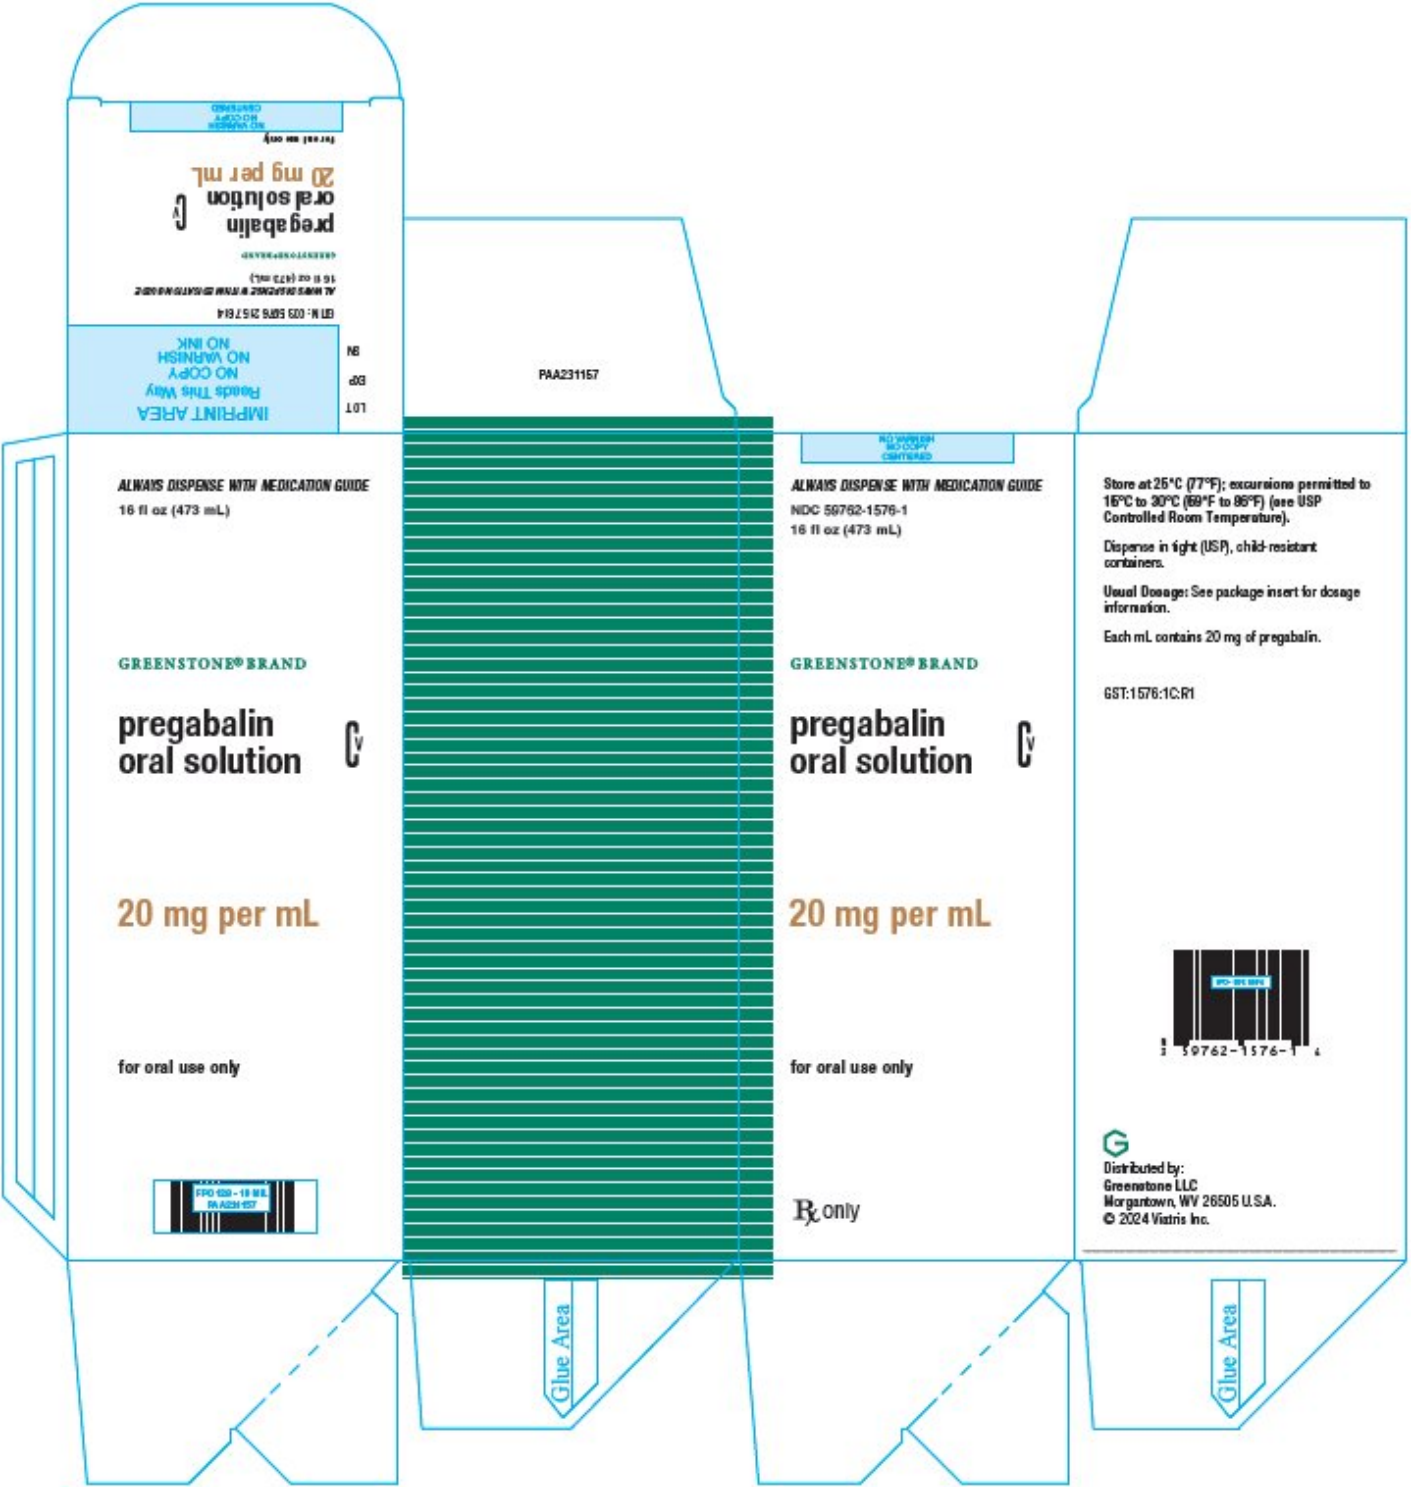 CENTERED
NO COPY
NO VARNISH
for oral use only
20 mg per mL
pregabalin
oral solution
CV
GREENSTONE® BRAND
16 fl oz (473 mL)
ALWAYS DISPENSE WITH MEDICATION GUIDE
GTIN:
IMPRINT AREA
Reads This Way
NO COPY
NO VARNISH
NO INK
SN
EXP
LOT
PAA231157
ALWAYS DISPENSE WITH MEDICATION GUIDE
16 fl oz (473 mL)
GREENSTONE® BRAND
pregabalin
oral solution
CV
20 mg per mL
for oral use only
PAA231157
NO VARNISH
NO COPY
CENTERED
ALWAYS DISPENSE WITH MEDICATION GUIDE
NDC 59762-1576-1
16 fl oz (473 mL)
GREENSTONE® BRAND
pregabalin
oral solution
CV
20 mg per mL
for oral use only
Rx only
Store at 25°C (77°F); excursions permitted to
15°C to 30°C (59°F to 86°F) (see USP
Controlled Room Temperature).
Dispense in tight (USP), child-resistant
containers.
Usual Dosage: See package insert for dosage
information.
Each mL contains 20 mg of pregabalin.
GST:1576:1C:R1
3 59762-1576-1 4
G
Distributed by:
Greenstone LLC
Morgantown, WV 26505 U.S.A.
© 2024 Viatris Inc.
Glue Area
Glue Area